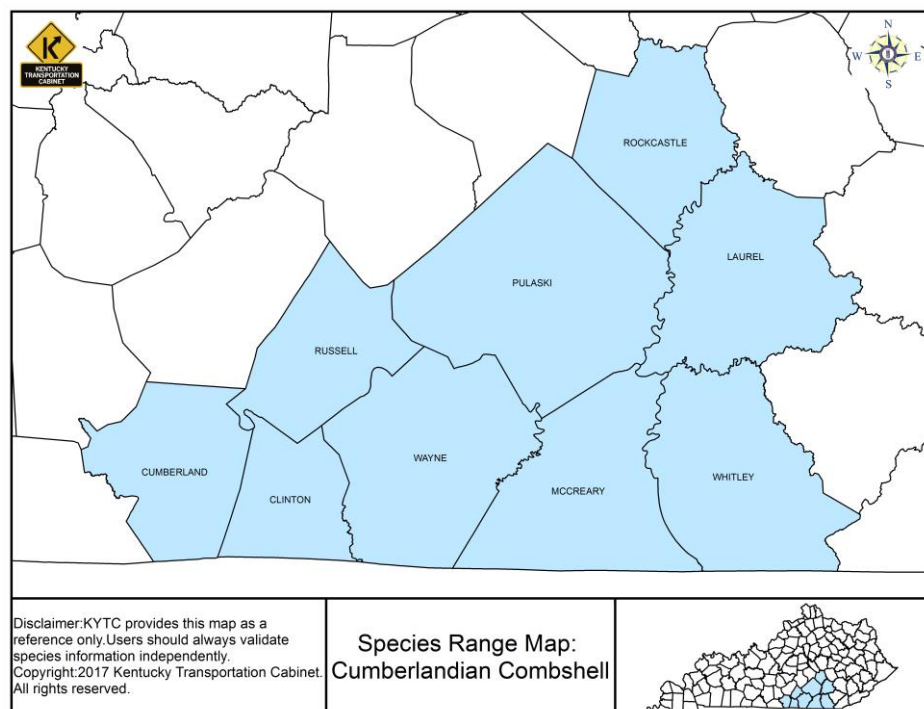 KENTUCKY
TRANSPORTATION
CABINET
N
W E
S
ROCKCASTLE
LAUREL
PULASKI
RUSSELL
WAYNE
CUMBERLAND
CLINTON
MCCREARY
WHITLEY
Disclaimer:KYTC provides this map as a
reference only.Users should always validate
species information independently.
Copyright:2017 Kentucky Transportation Cabinet.
All rights reserved.
Species Range Map:
Cumberlandian Combshell